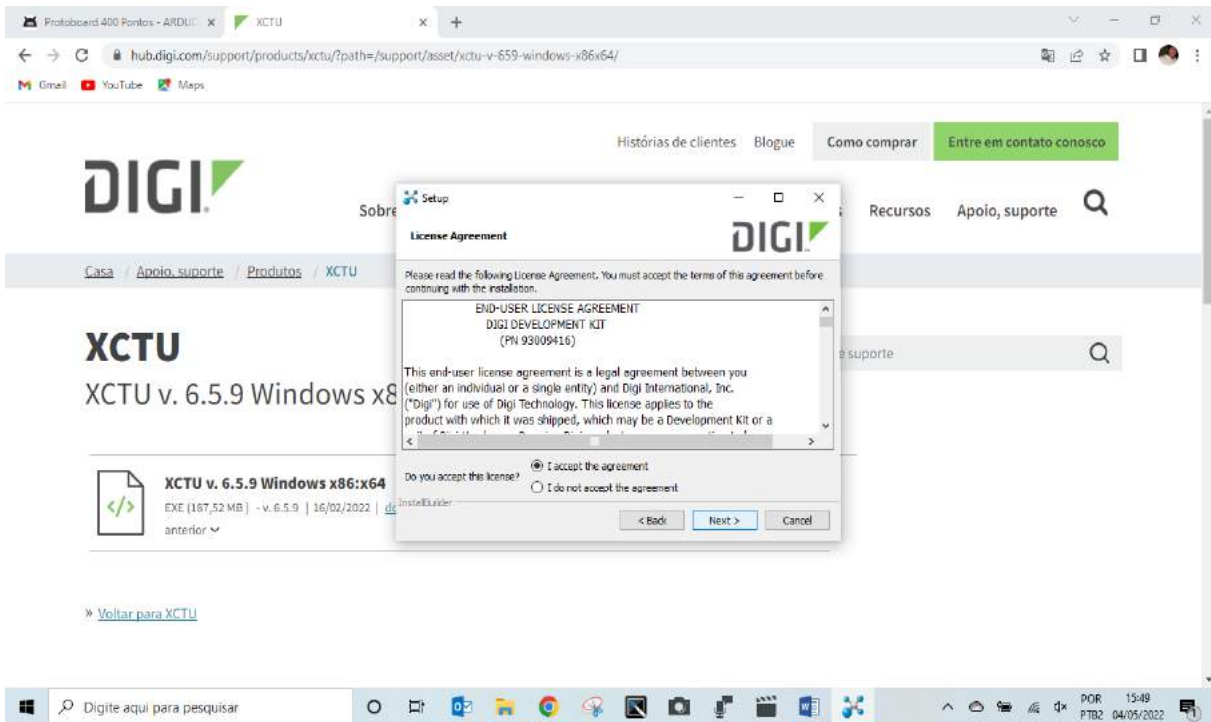 Protoboard 400 Pontos - ARDUI
XCTU
hub.digi.com/support/products/xctu/?path=/support/asset/xctu-v-659-windows-x86x64/
Gmail YouTube Maps
Histórias de clientes Blogue Como comprar Entre em contato conosco
DIGI
Sobre Recursos Apoio, suporte
Casa / Apoio, suporte / Produtos / XCTU
XCTU
suporte
XCTU v. 6.5.9 Windows x8
XCTU v. 6.5.9 Windows x86:x64
EXE (187,52 MB] - v. 6.5.9 | 16/02/2022 |
anterior
» Voltar para XCTU
Setup
License Agreement
DIGI
Please read the following License Agreement. You must accept the terms of this agreement before
continuing with the installation.
END-USER LICENSE AGREEMENT
DIGI DEVELOPMENT KIT
(PN 93009416)
This end-user license agreement is a legal agreement between you
(either an individual or a single entity) and Digi International, Inc.
("Digi") for use of Digi Technology. This license applies to the
product with which it was shipped, which may be a Development Kit or a
Do you accept this license?
I accept the agreement
I do not accept the agreement
InstallBuilder
< Back Next > Cancel
Digite aqui para pesquisar
POR 15:49
PTB2 04/05/2022